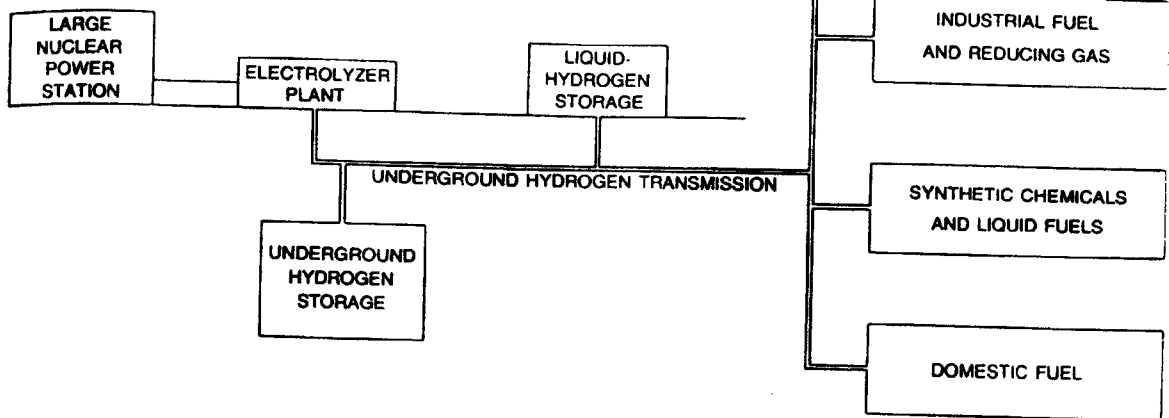 LARGE
NUCLEAR
POWER
STATION
ELECTROLYZER
PLANT
LIQUID-
HYDROGEN
STORAGE
INDUSTRIAL FUEL
AND REDUCING GAS
UNDERGROUND HYDROGEN TRANSMISSION
UNDERGROUND
HYDROGEN
STORAGE
SYNTHETIC CHEMICALS
AND LIQUID FUELS
DOMESTIC FUEL